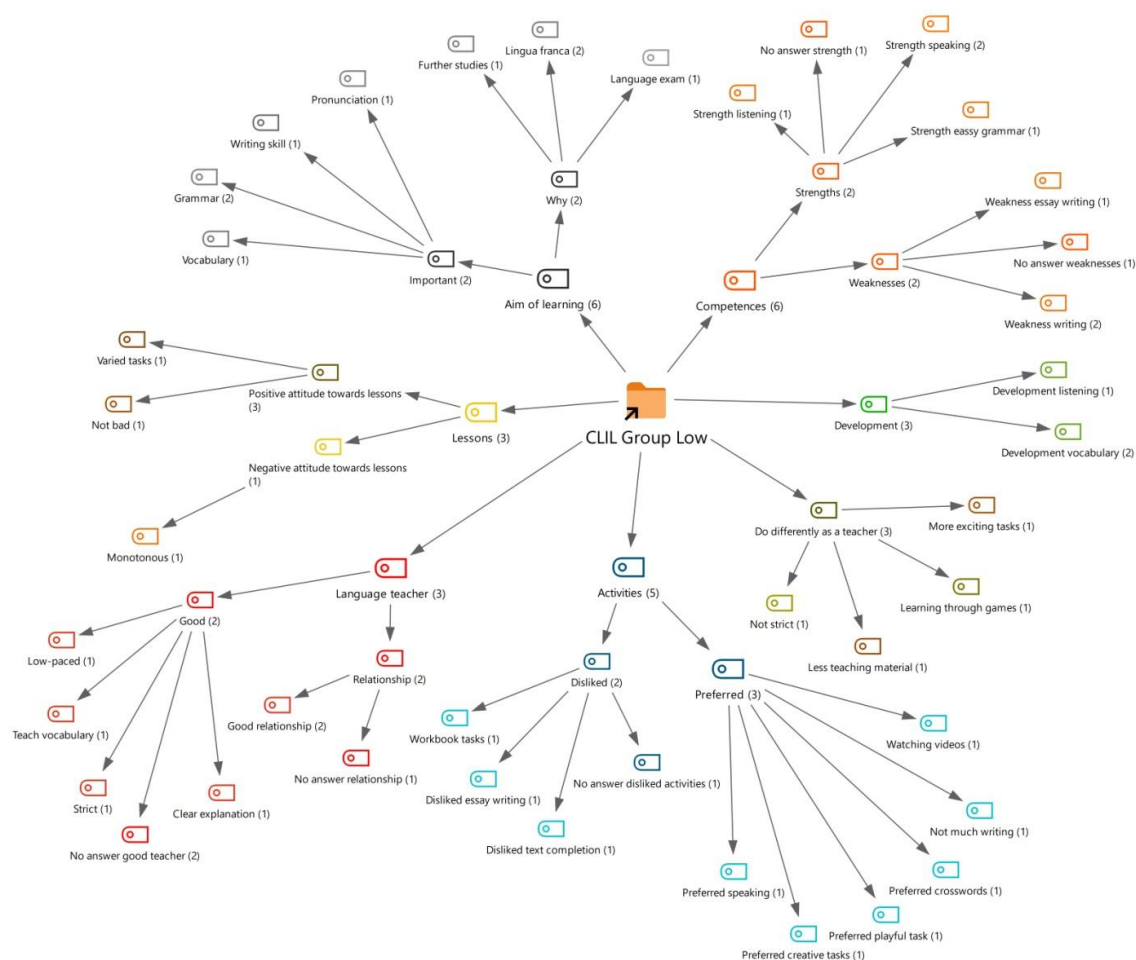 Lingua franca (2)
Further studies (1)
Language exam (1)
Pronunciation (1)
Writing skill (1)
Grammar (2)
Vocabulary (1)
Why (2)
Important (2)
Aim of learning (6)
No answer strength (1)
Strength speaking (2)
Strength listening (1)
Strength eassy grammar (1)
Strengths (2)
Weakness essay writing (1)
No answer weaknesses (1)
Weaknesses (2)
Weakness writing (2)
Competences (6)
Varied tasks (1)
Positive attitude towards lessons
(3)
Not bad (1)
Lessons (3)
Negative attitude towards lessons
(1)
Monotonous (1)
CLIL Group Low
Development listening (1)
Development (3)
Development vocabulary (2)
More exciting tasks (1)
Do differently as a teacher (3)
Learning through games (1)
Not strict (1)
Less teaching material (1)
Language teacher (3)
Good (2)
Low-paced (1)
Teach vocabulary (1)
Strict (1)
Clear explanation (1)
No answer good teacher (2)
Relationship (2)
Good relationship (2)
No answer relationship (1)
Activities (5)
Disliked (2)
Workbook tasks (1)
Disliked essay writing (1)
No answer disliked activities (1)
Disliked text completion (1)
Preferred (3)
Watching videos (1)
Not much writing (1)
Preferred crosswords (1)
Preferred speaking (1)
Preferred playful task (1)
Preferred creative tasks (1)